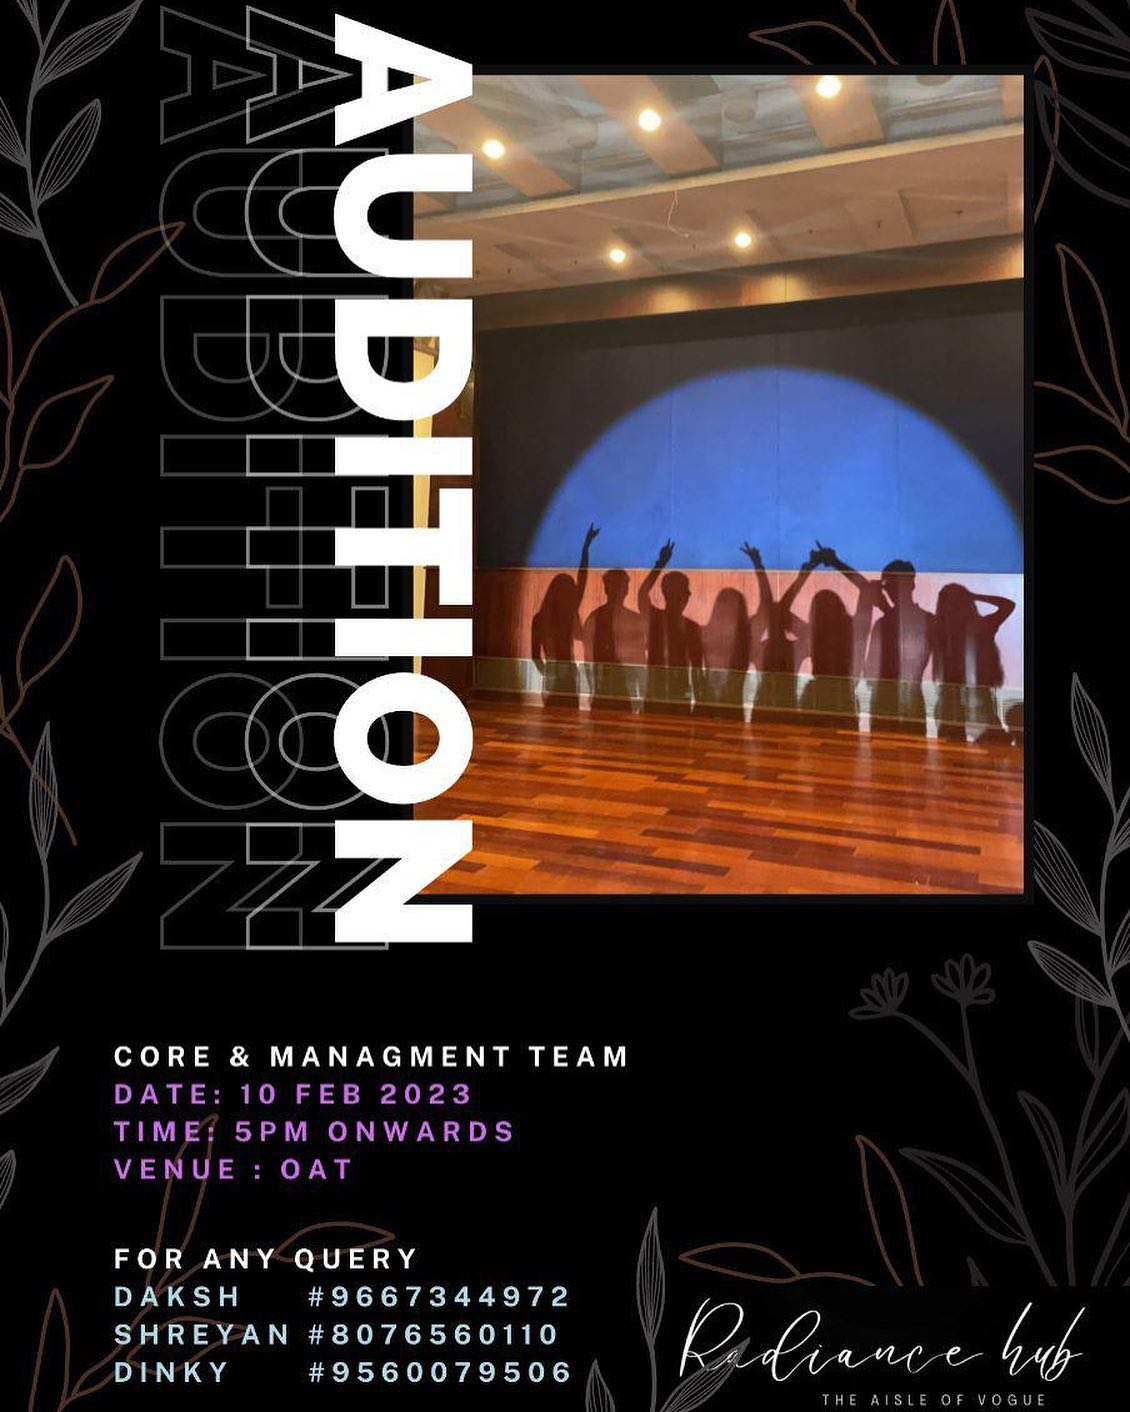 AUDITION
CORE & MANAGMENT TEAM
DATE: 10 FEB 2023
TIME: 5PM ONWARDS
VENUE : OAT
FOR ANY QUERY
DAKSH #9667344972
SHREYAN #8076560110
DINKY #9560079506
Radiance hub
THE AISLE OF VOGUE